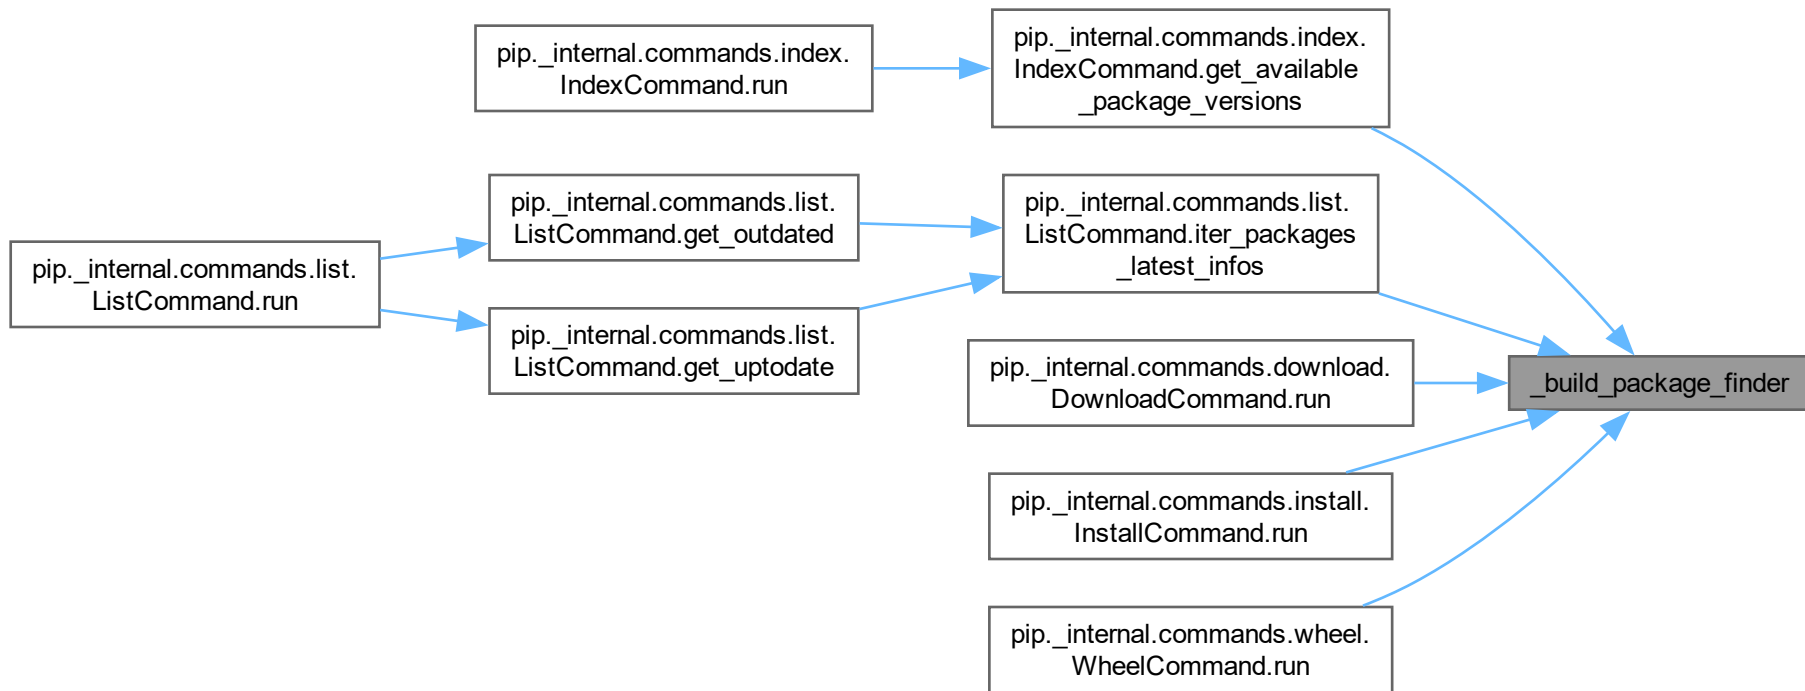 pip._internal.commands.index.
IndexCommand.run
pip._internal.commands.index.
IndexCommand.get_available
_package_versions
pip._internal.commands.list.
ListCommand.run
pip._internal.commands.list.
ListCommand.get_outdated
pip._internal.commands.list.
ListCommand.get_uptodate
pip._internal.commands.list.
ListCommand.iter_packages
_latest_infos
pip._internal.commands.download.
DownloadCommand.run
pip._internal.commands.install.
InstallCommand.run
pip._internal.commands.wheel.
WheelCommand.run
_build_package_finder